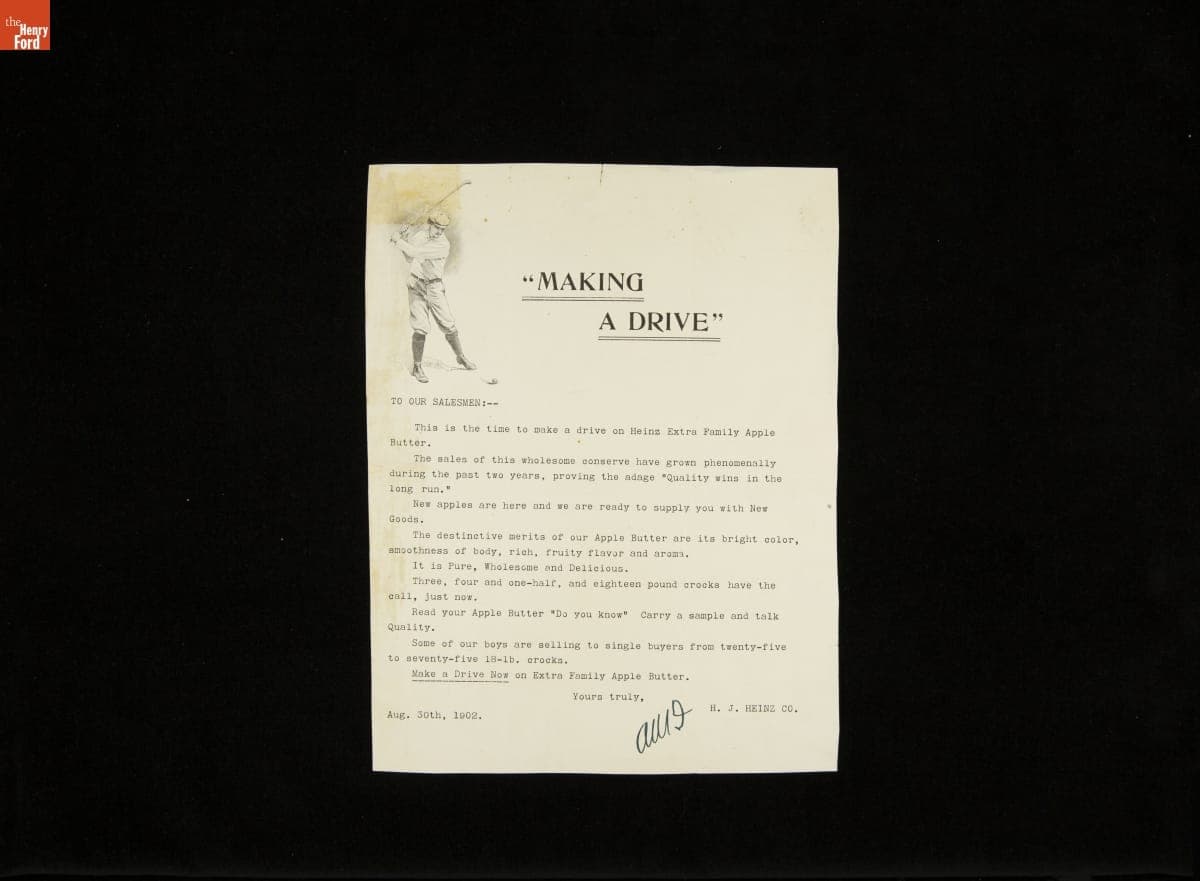 the
Henry
Ford
"MAKING
A DRIVE"
TO OUR SALESMEN:--
This is the time to make a drive on Heinz Extra Family Apple
Butter.
The sales of this wholesome conserve have grown phenomenally
during the past two years, proving the adage "Quality wins in the
long run."
New apples are here and we are ready to supply you with New
Goods.
The destinctive merits of our Apple Butter are its bright color,
smoothness of body, rich, fruity flavor and aroma.
It is Pure, Wholesome and Delicious.
Three, four and one-half, and eighteen pound crocks have the
call, just now.
Read your Apple Butter "Do you know" Carry a sample and talk
Quality.
Some of our boys are selling to single buyers from twenty-five
to seventy-five 18-lb. crocks.
Make a Drive Now on Extra Family Apple Butter.
Yours truly,
H. J. HEINZ CO.
Aug. 30th, 1902.